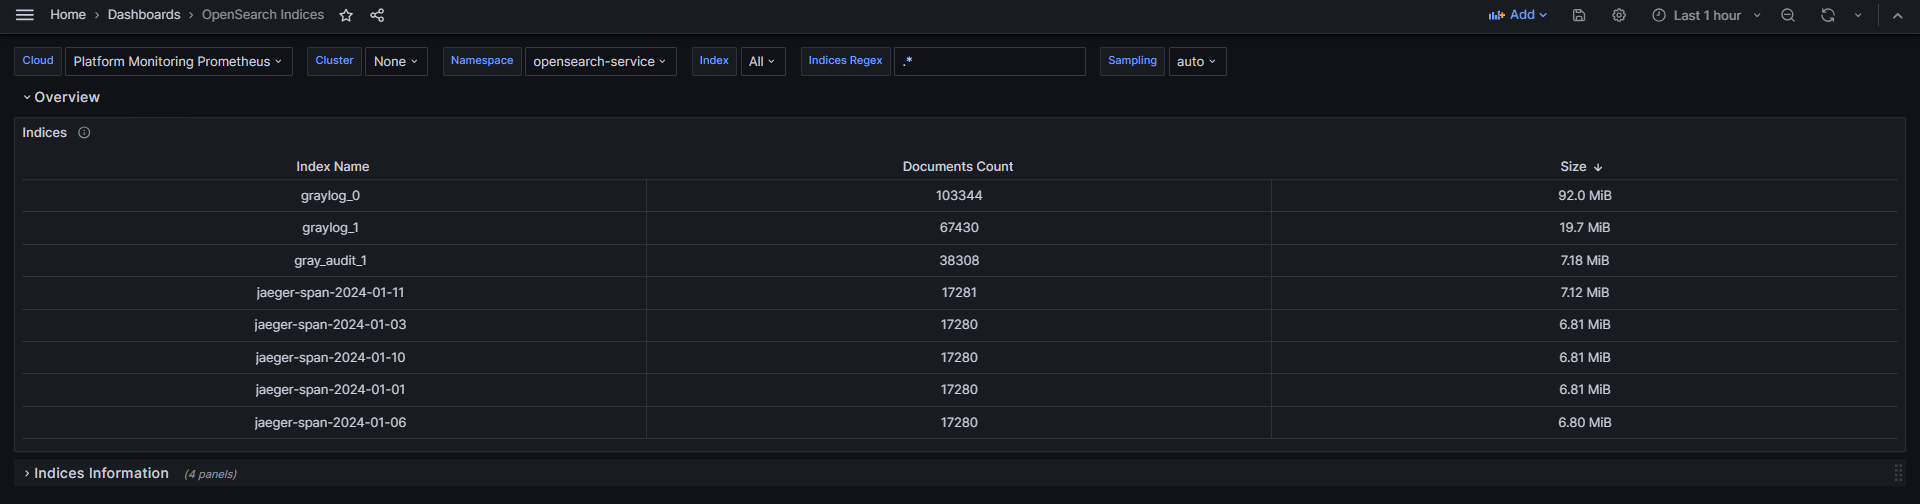 Home › Dashboards › OpenSearch Indices Add Last 1 hour
Cloud Platform Monitoring Prometheus Cluster None Namespace opensearch-service Index All Indices Regex .* Sampling auto
Overview
Indices
Index Name Documents Count Size ↓
graylog_0 103344 92.0 MiB
graylog_1 67430 19.7 MiB
gray_audit_1 38308 7.18 MiB
jaeger-span-2024-01-11 17281 7.12 MiB
jaeger-span-2024-01-03 17280 6.81 MiB
jaeger-span-2024-01-10 17280 6.81 MiB
jaeger-span-2024-01-01 17280 6.81 MiB
jaeger-span-2024-01-06 17280 6.80 MiB
Indices Information (4 panels)